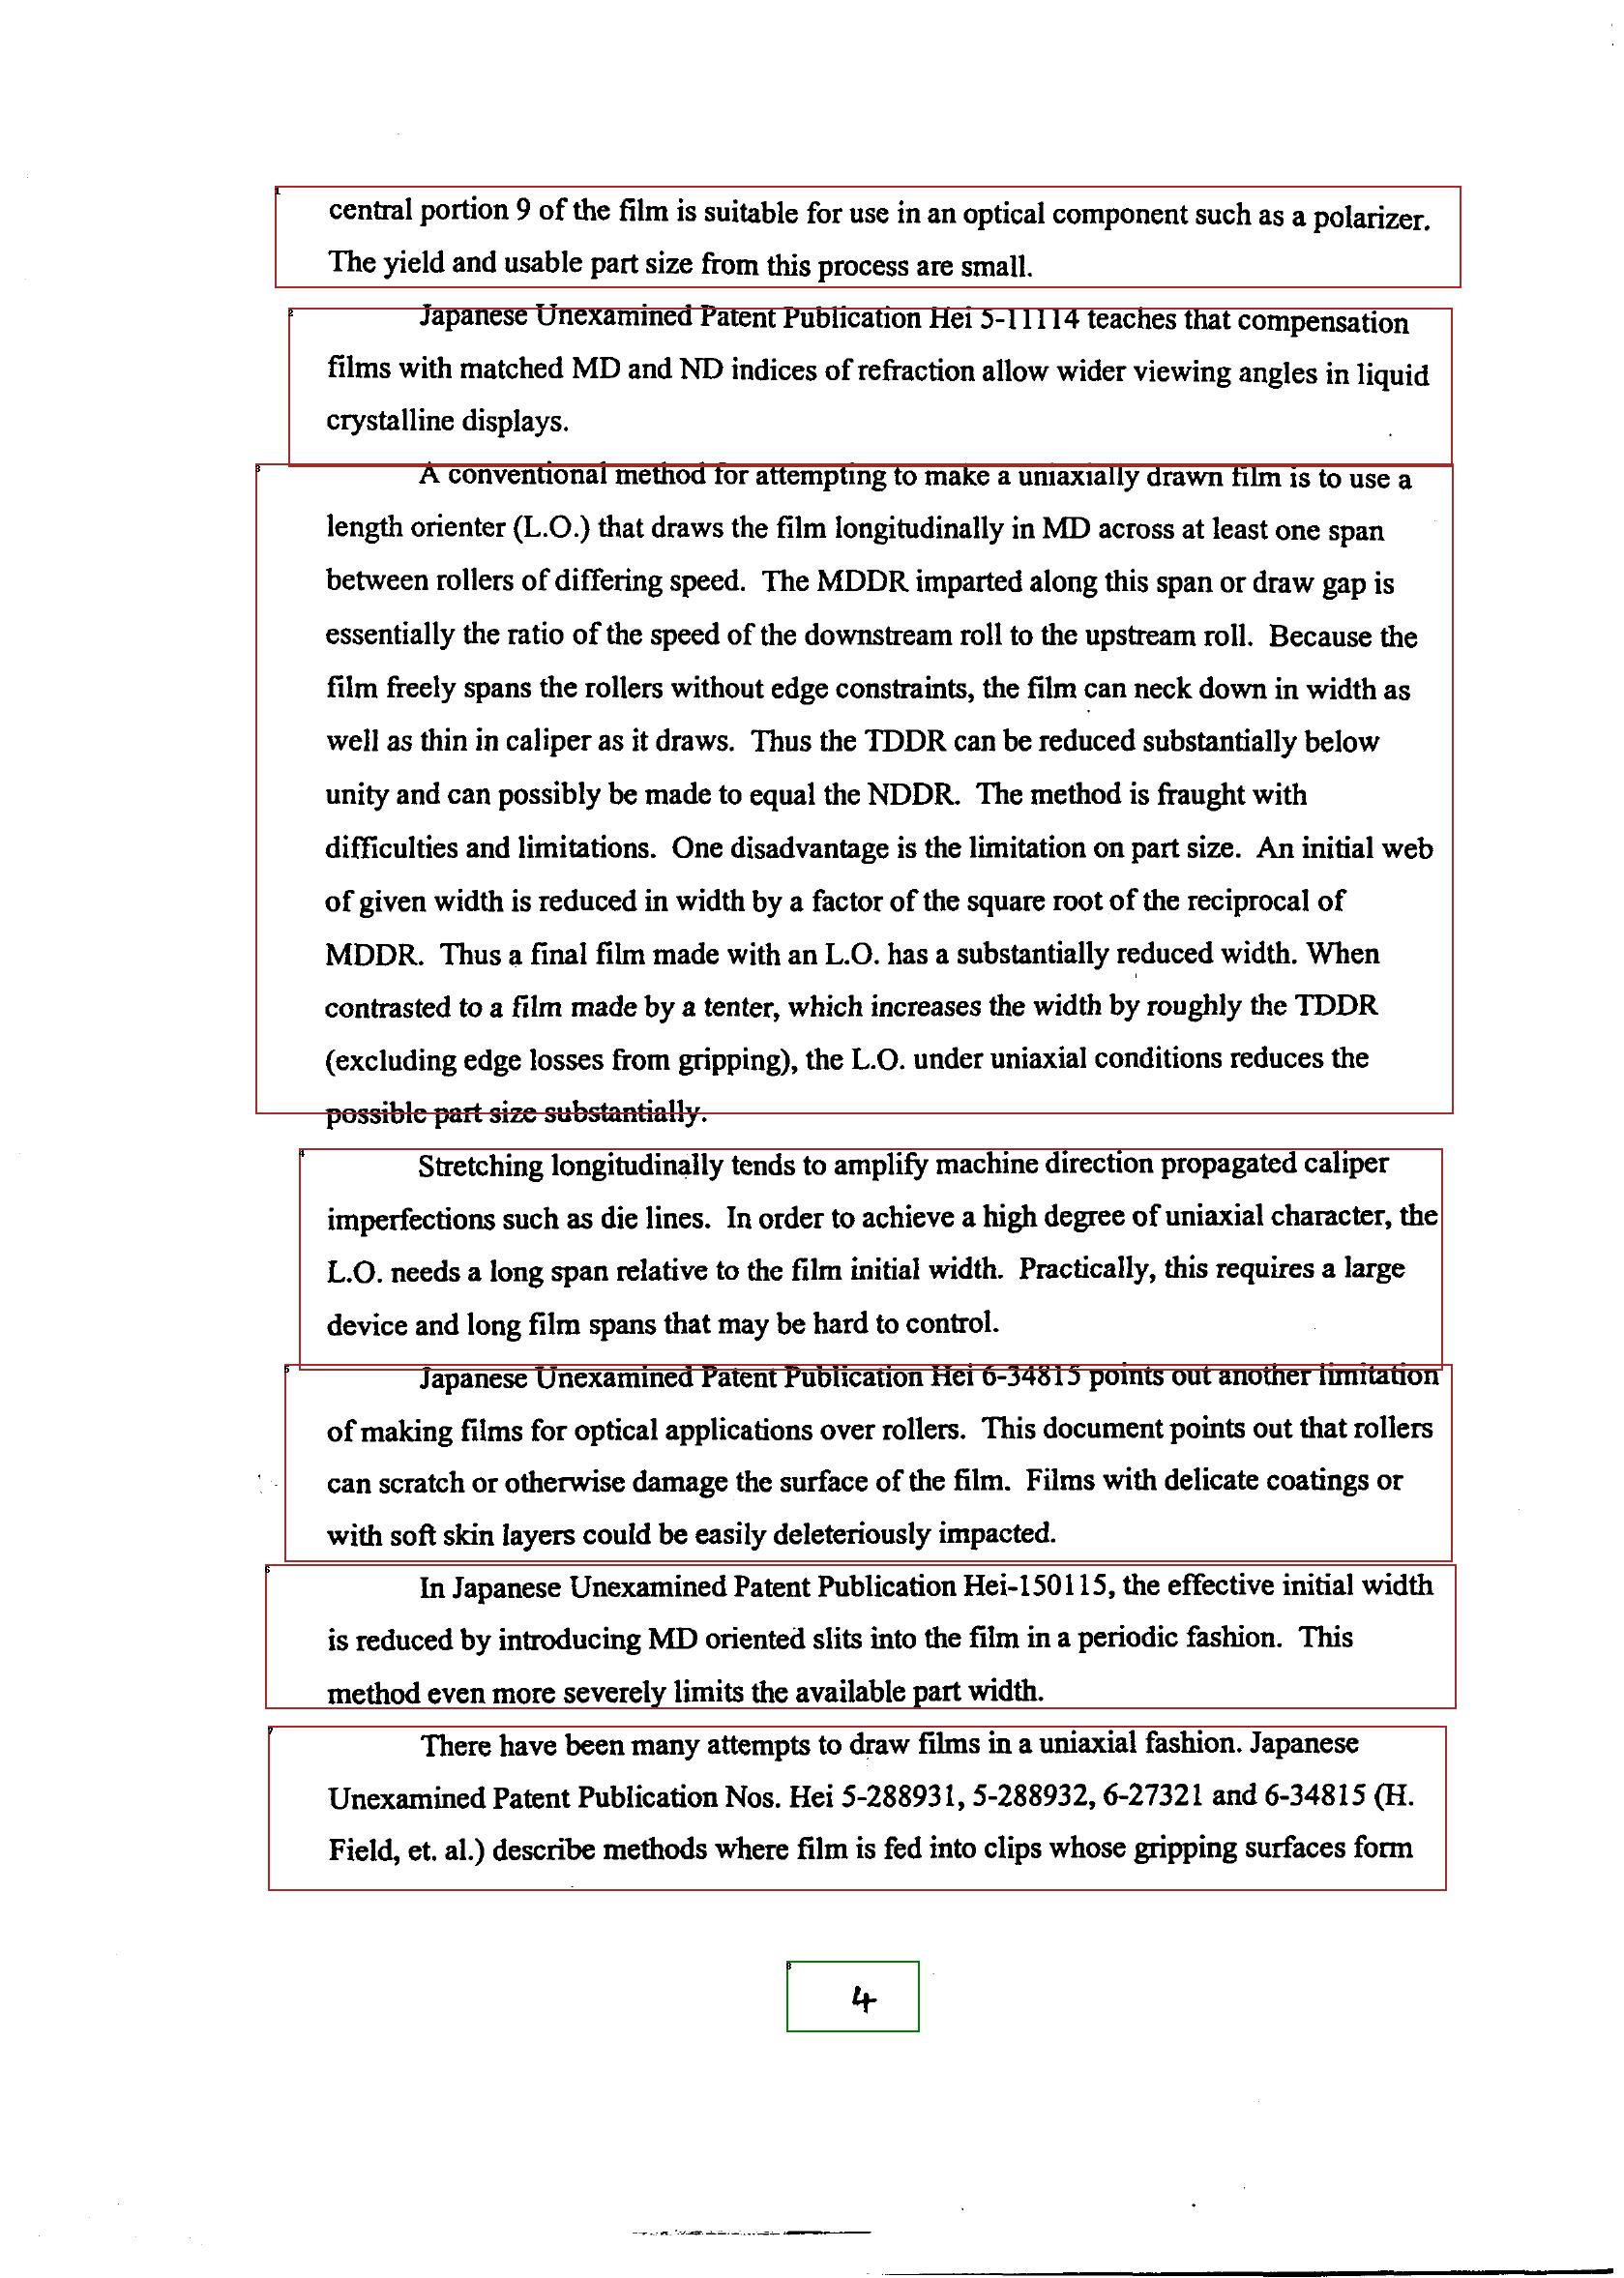 central portion 9 of the film is suitable for use in an optical component such as a polarizer.
The yield and usable part size from this process are small.
Japanese Unexamined Patent Publication Hei 5-11114 teaches that compensation
films with matched MD and ND indices of refraction allow wider viewing angles in liquid
crystalline displays.
A conventional method for attempting to make a uniaxially drawn film is to use a
length orienter (L.O.) that draws the film longitudinally in MD across at least one span
between rollers of differing speed. The MDDR imparted along this span or draw gap is
essentially the ratio of the speed of the downstream roll to the upstream roll. Because the
film freely spans the rollers without edge constraints, the film can neck down in width as
well as thin in caliper as it draws. Thus the TDDR can be reduced substantially below
unity and can possibly be made to equal the NDDR. The method is fraught with
difficulties and limitations. One disadvantage is the limitation on part size. An initial web
of given width is reduced in width by a factor of the square root of the reciprocal of
MDDR. Thus a final film made with an L.O. has a substantially reduced width. When
contrasted to a film made by a tenter, which increases the width by roughly the TDDR
(excluding edge losses from gripping), the L.O. under uniaxial conditions reduces the
possible part size substantially.
Stretching longitudinally tends to amplify machine direction propagated caliper
imperfections such as die lines. In order to achieve a high degree of uniaxial character, the
L.O. needs a long span relative to the film initial width. Practically, this requires a large
device and long film spans that may be hard to control.
Japanese Unexamined Patent Publication Hei 6-34815 points out another limitation
of making films for optical applications over rollers. This document points out that rollers
can scratch or otherwise damage the surface of the film. Films with delicate coatings or
with soft skin layers could be easily deleteriously impacted.
In Japanese Unexamined Patent Publication Hei-150115, the effective initial width
is reduced by introducing MD oriented slits into the film in a periodic fashion. This
method even more severely limits the available part width.
There have been many attempts to draw films in a uniaxial fashion. Japanese
Unexamined Patent Publication Nos. Hei 5-288931, 5-288932, 6-27321 and 6-34815 (H.
Field, et. al.) describe methods where film is fed into clips whose gripping surfaces form
4